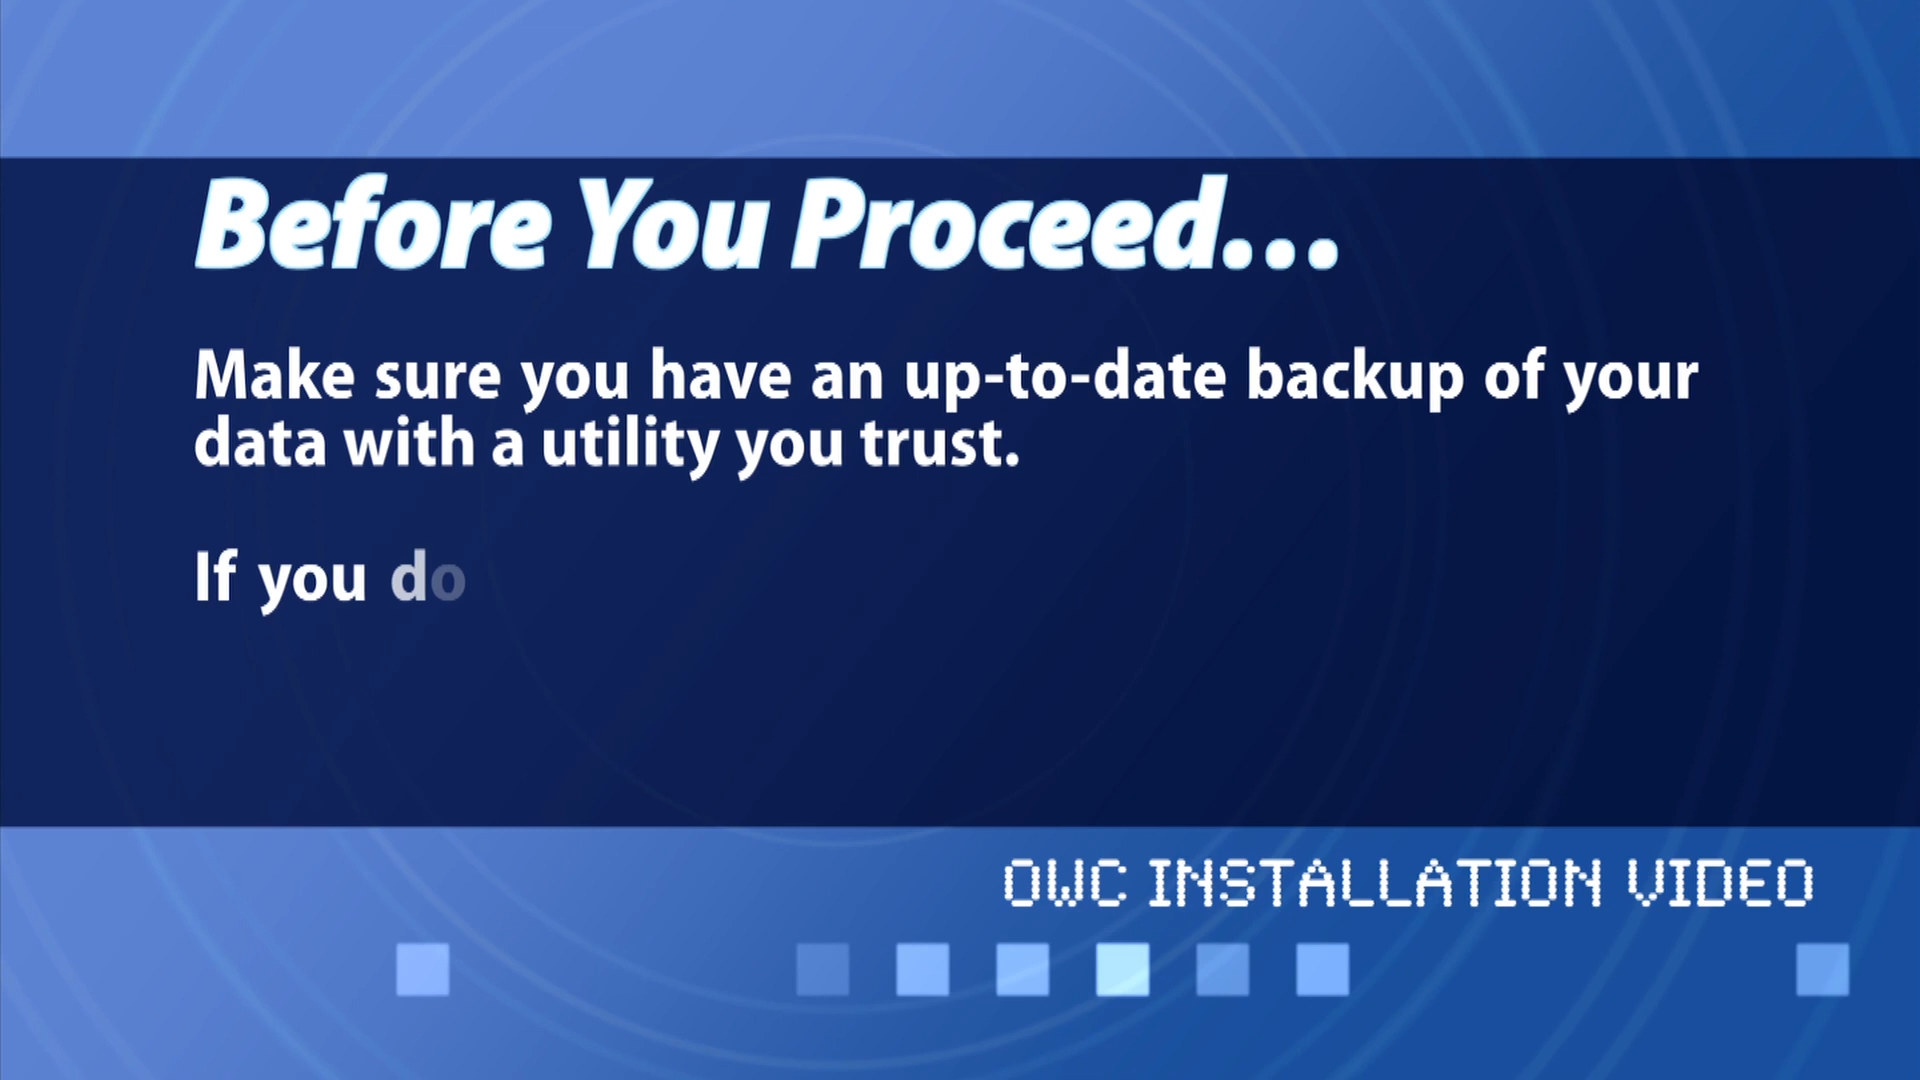 Before You Proceed...
Make sure you have an up-to-date backup of your
data with a utility you trust.
If you do
OWC INSTALLATION VIDEO